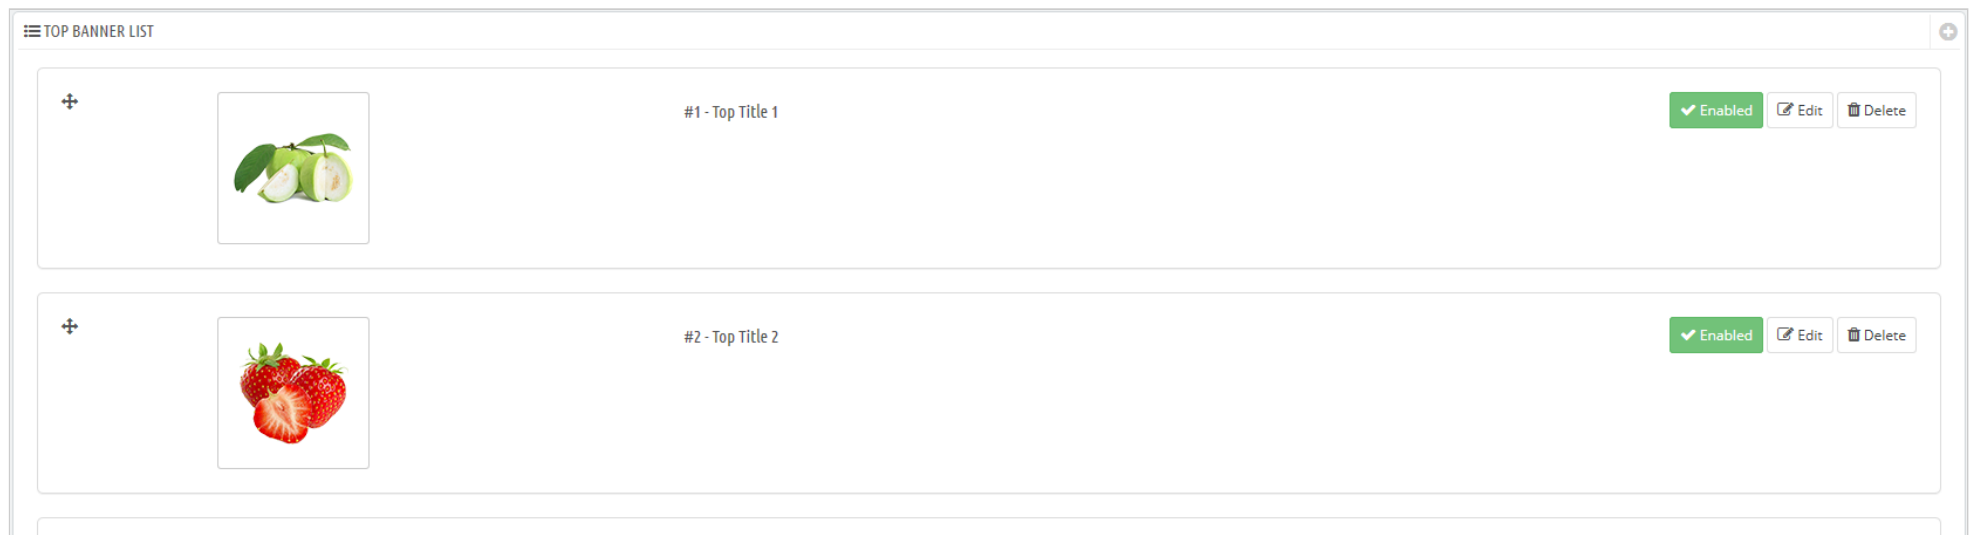 TOP BANNER LIST
#1 - Top Title 1
Enabled
Edit
Delete
#2 - Top Title 2
Enabled
Edit
Delete